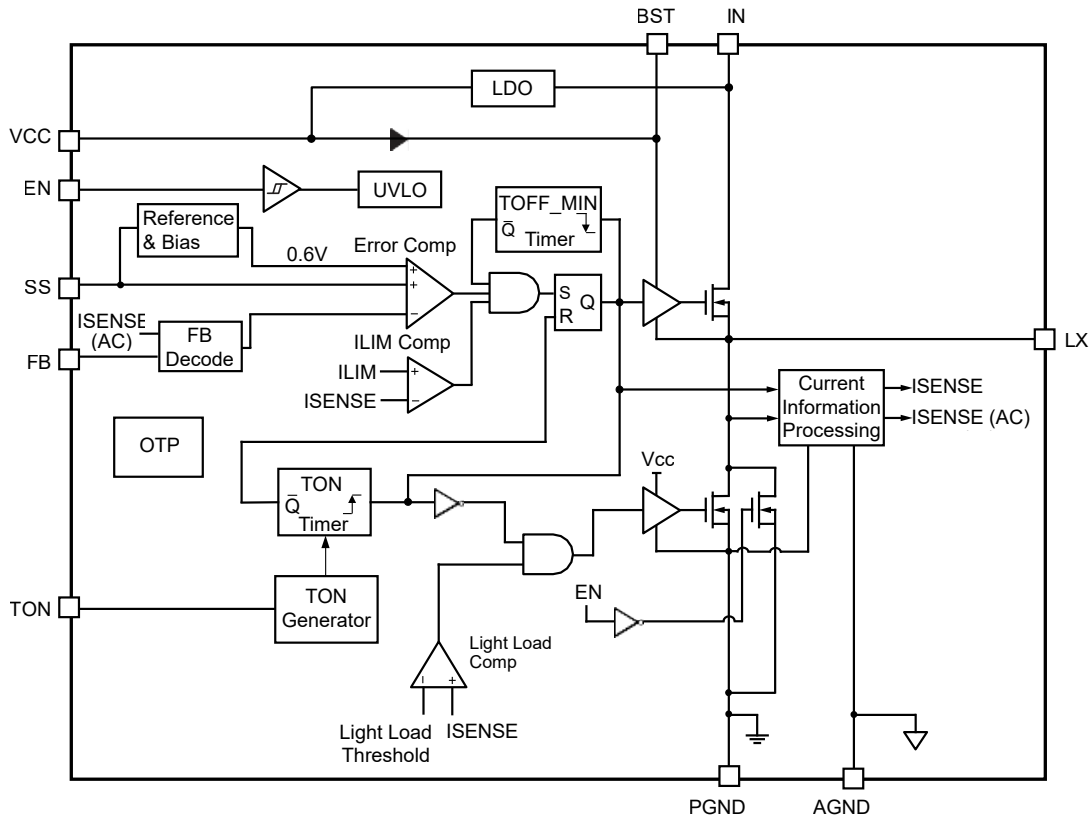 BST
IN
LDO
VCC
EN
UVLO
TOFF_MIN
Q̅
Timer
Reference
& Bias
0.6V
Error Comp
+
+
−
SS
S
Q
R
ISENSE
(AC)
FB
Decode
FB
ILIM Comp
ILIM
+
ISENSE
−
LX
Current
Information
Processing
ISENSE
ISENSE (AC)
OTP
TON
Q̅
Timer
Vcc
TON
TON
Generator
EN
Light Load
Comp
−
+
Light Load
Threshold
ISENSE
PGND
AGND